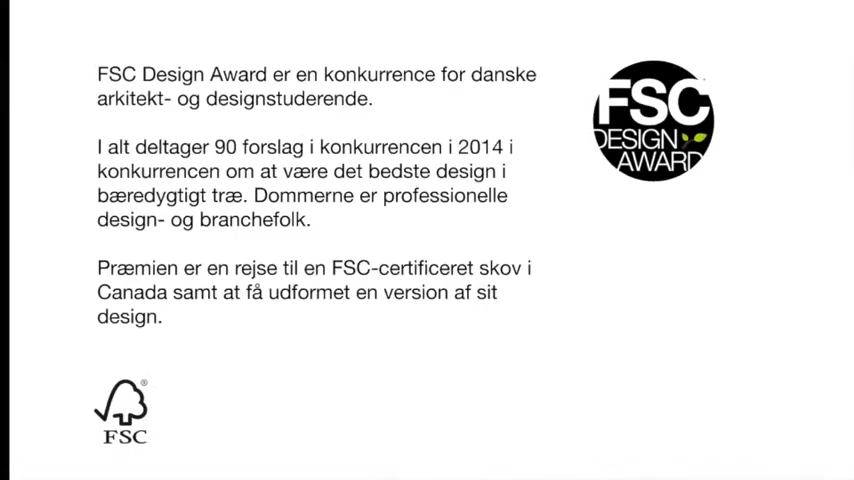 FSC Design Award er en konkurrence for danske
arkitekt- og designstuderende.
I alt deltager 90 forslag i konkurrencen i 2014 i
konkurrencen om at være det bedste design i
bæredygtigt træ. Dommerne er professionelle
design- og branchefolk.
Præmien er en rejse til en FSC-certificeret skov i
Canada samt at få udformet en version af sit
design.
FSC
DESIGN
AWARD
®
FSC